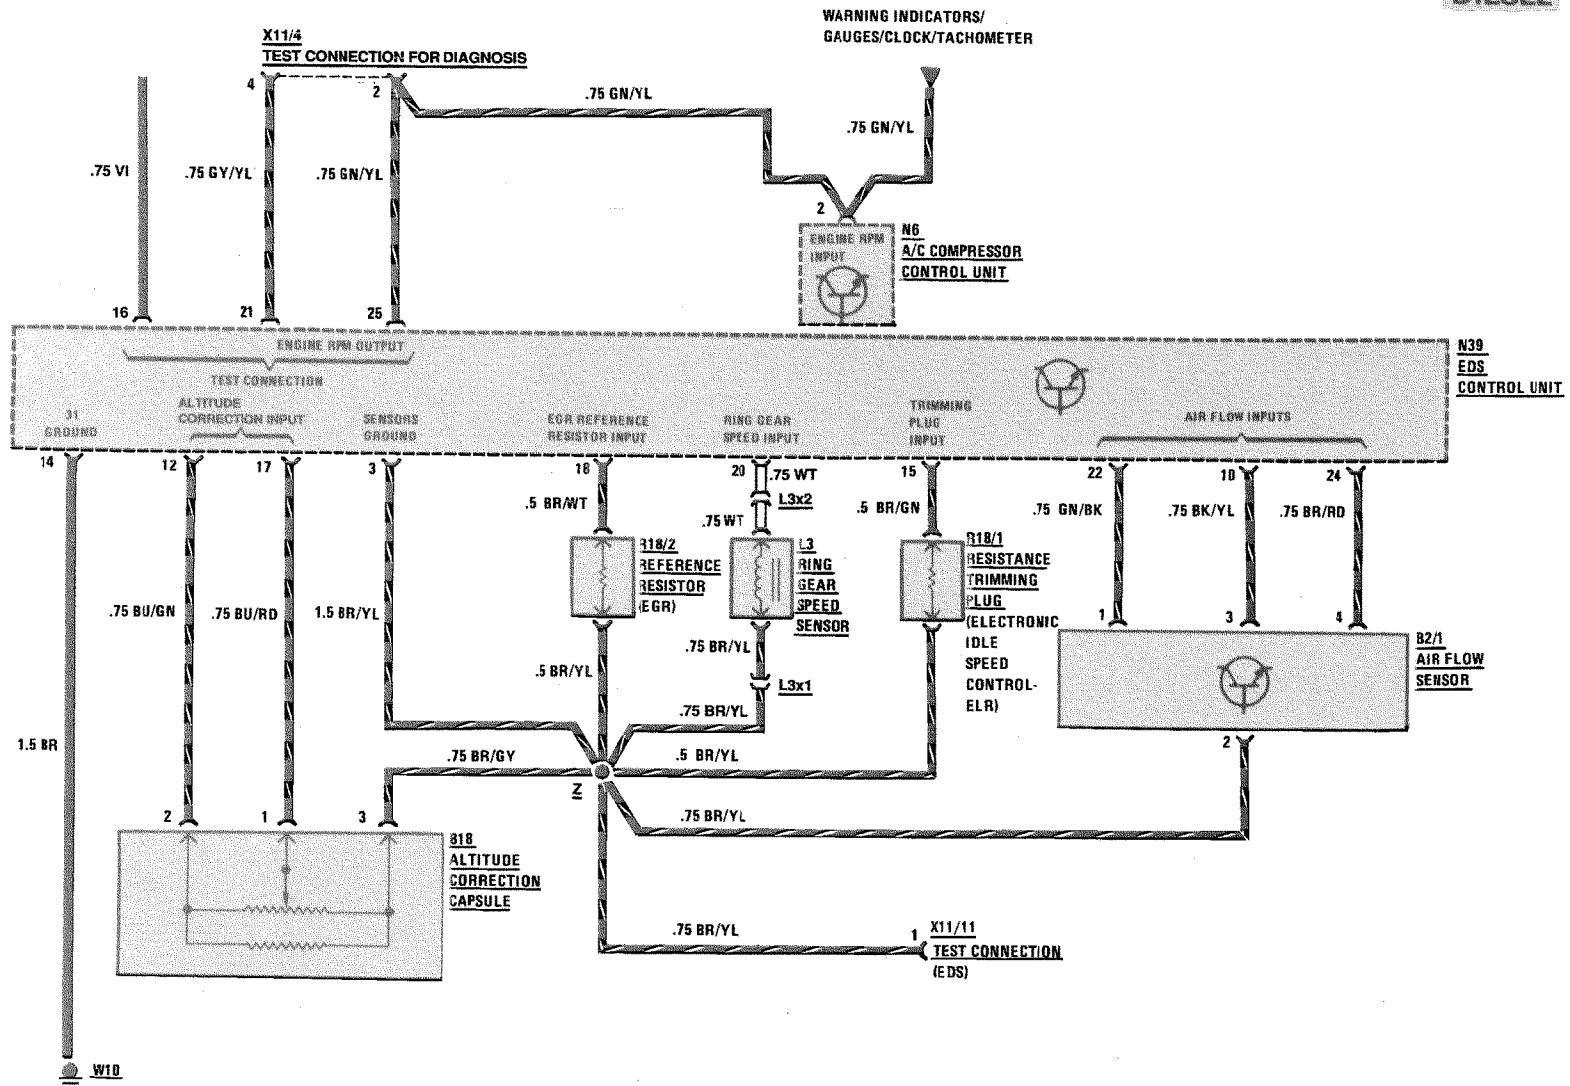 DIESEL
WARNING INDICATORS/
GAUGES/CLOCK/TACHOMETER
X11/4
TEST CONNECTION FOR DIAGNOSIS
4
2
.75 GN/YL
.75 GN/YL
.75 VI
.75 GY/YL
.75 GN/YL
2
ENGINE RPM
INPUT
N6
A/C COMPRESSOR
CONTROL UNIT
16
21
25
ENGINE RPM OUTPUT
TEST CONNECTION
N39
EDS
CONTROL UNIT
31
GROUND
ALTITUDE
CORRECTION INPUT
SENSORS
GROUND
EGR REFERENCE
RESISTOR INPUT
RING GEAR
SPEED INPUT
TRIMMING
PLUG
INPUT
AIR FLOW INPUTS
14
12
17
3
18
20
15
22
10
24
.75 WT
L3x2
.75 WT
.5 BR/WT
.5 BR/GN
.75 GN/BK
.75 BK/YL
.75 BR/RD
R18/2
REFERENCE
RESISTOR
(EGR)
L3
RING
GEAR
SPEED
SENSOR
R18/1
RESISTANCE
TRIMMING
PLUG
(ELECTRONIC
IDLE
SPEED
CONTROL-
ELR)
.75 BU/GN
.75 BU/RD
1.5 BR/YL
1
3
4
B2/1
AIR FLOW
SENSOR
.5 BR/YL
.75 BR/YL
L3x1
.75 BR/YL
1.5 BR
.75 BR/GY
.5 BR/YL
2
Z
.75 BR/YL
2
1
3
B18
ALTITUDE
CORRECTION
CAPSULE
.75 BR/YL
1
X11/11
TEST CONNECTION
(EDS)
W10